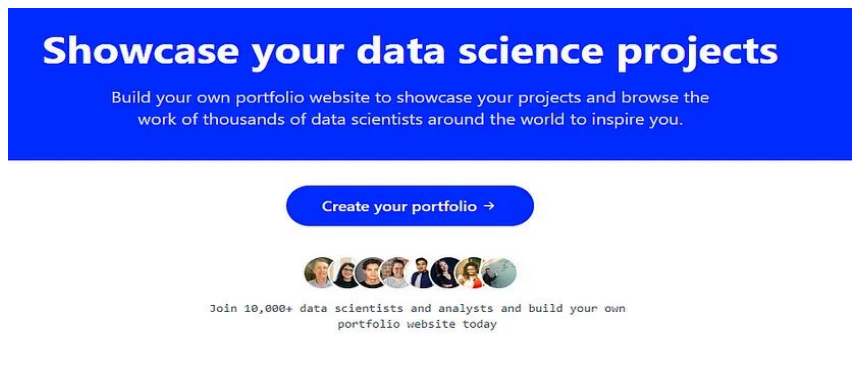 Showcase your data science projects
Build your own portfolio website to showcase your projects and browse the
work of thousands of data scientists around the world to inspire you.
Create your portfolio →
Join 10,000+ data scientists and analysts and build your own
portfolio website today